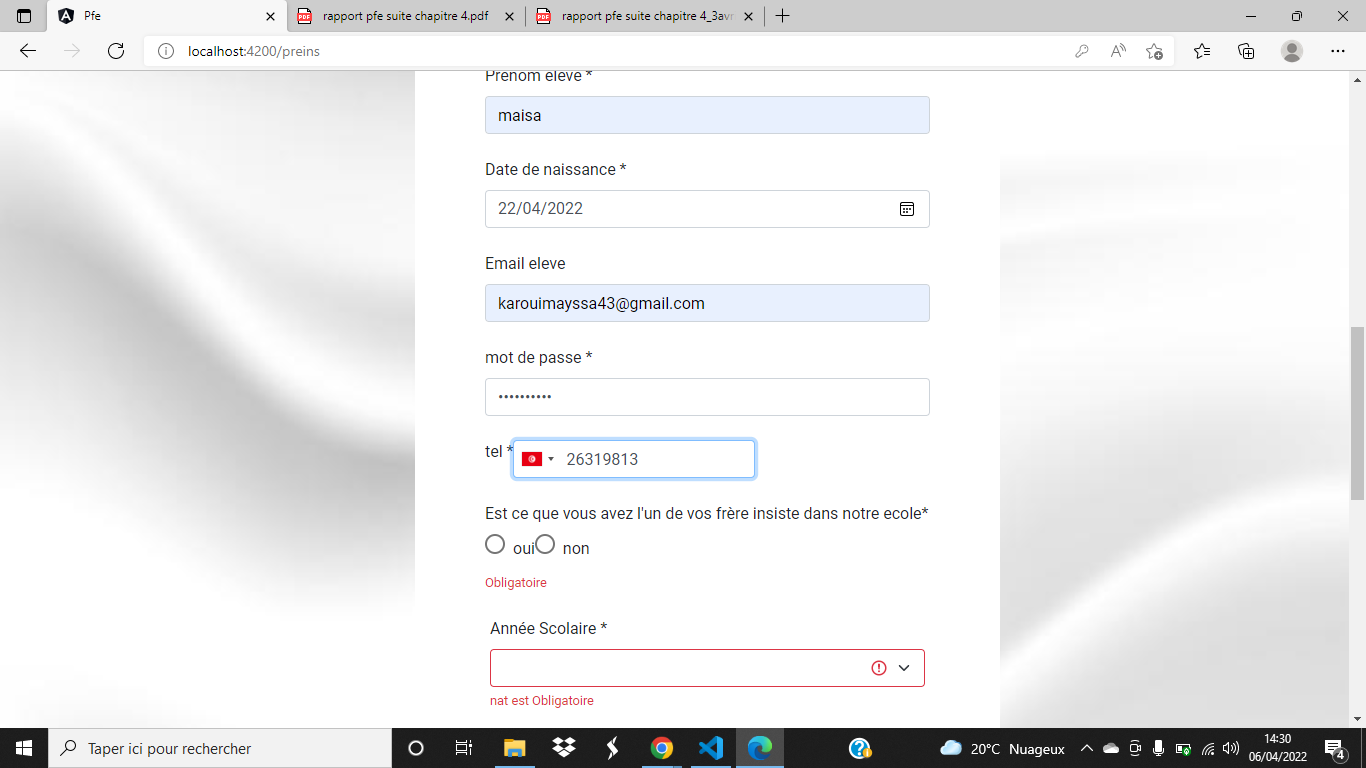 Pfe
rapport pfe suite chapitre 4.pdf
rapport pfe suite chapitre 4_3avr
localhost:4200/preins
Prenom eleve *
maisa
Date de naissance *
22/04/2022
Email eleve
karouimayssa43@gmail.com
mot de passe *
••••••••••
tel *
26319813
Est ce que vous avez l'un de vos frère insiste dans notre ecole*
oui non
Obligatoire
Année Scolaire *
nat est Obligatoire
Taper ici pour rechercher
20°C Nuageux
14:30
06/04/2022
4